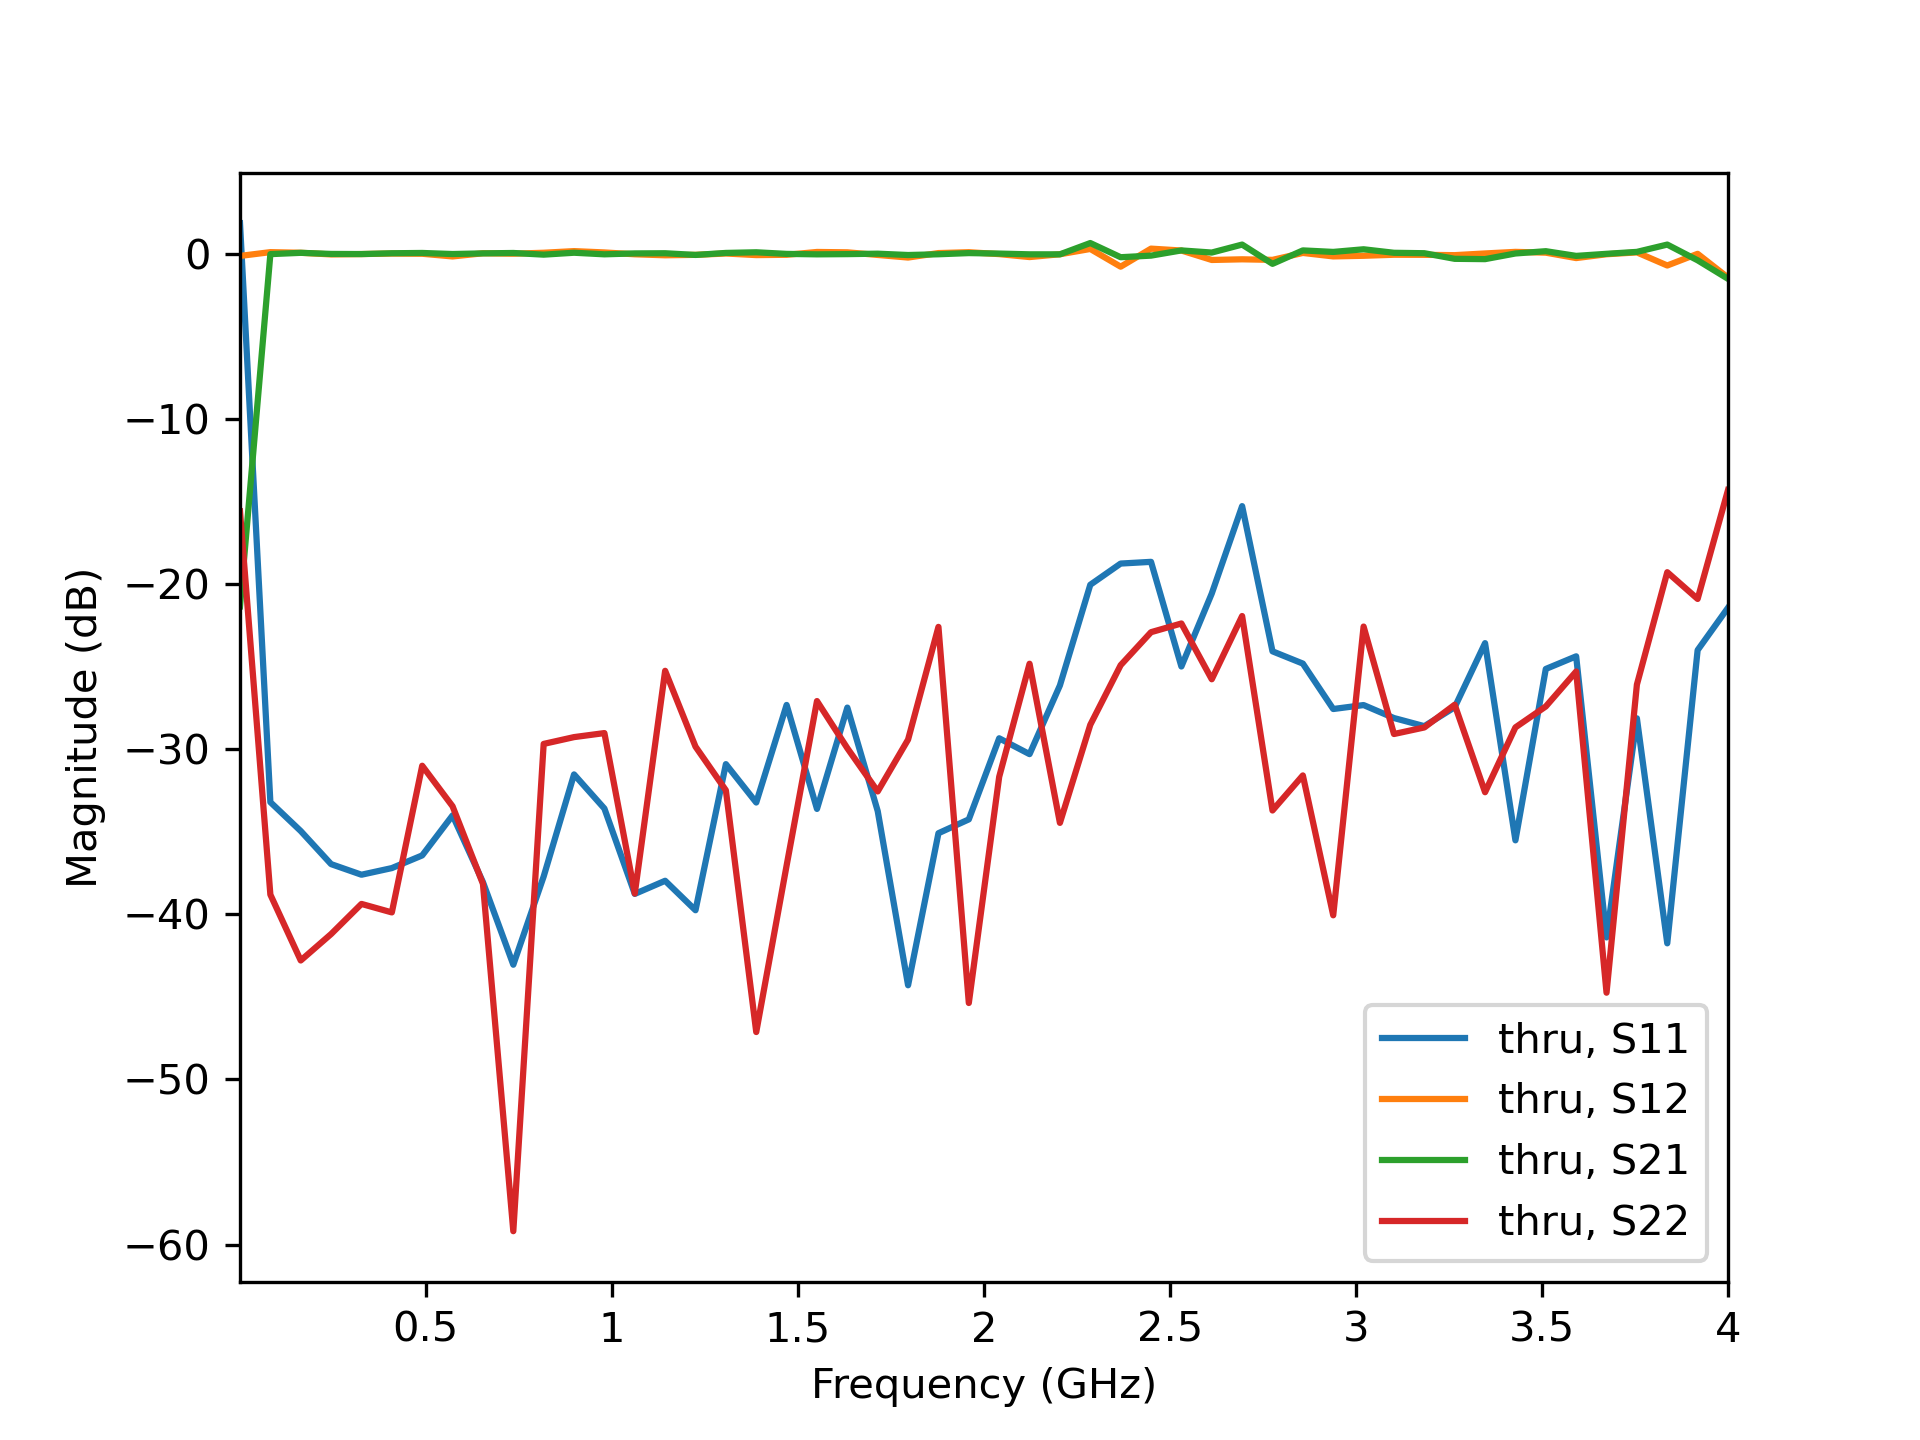 0
−10
−20
−30
−40
−50
−60
Magnitude (dB)
0.5 1 1.5 2 2.5 3 3.5 4
Frequency (GHz)
thru, S11
thru, S12
thru, S21
thru, S22